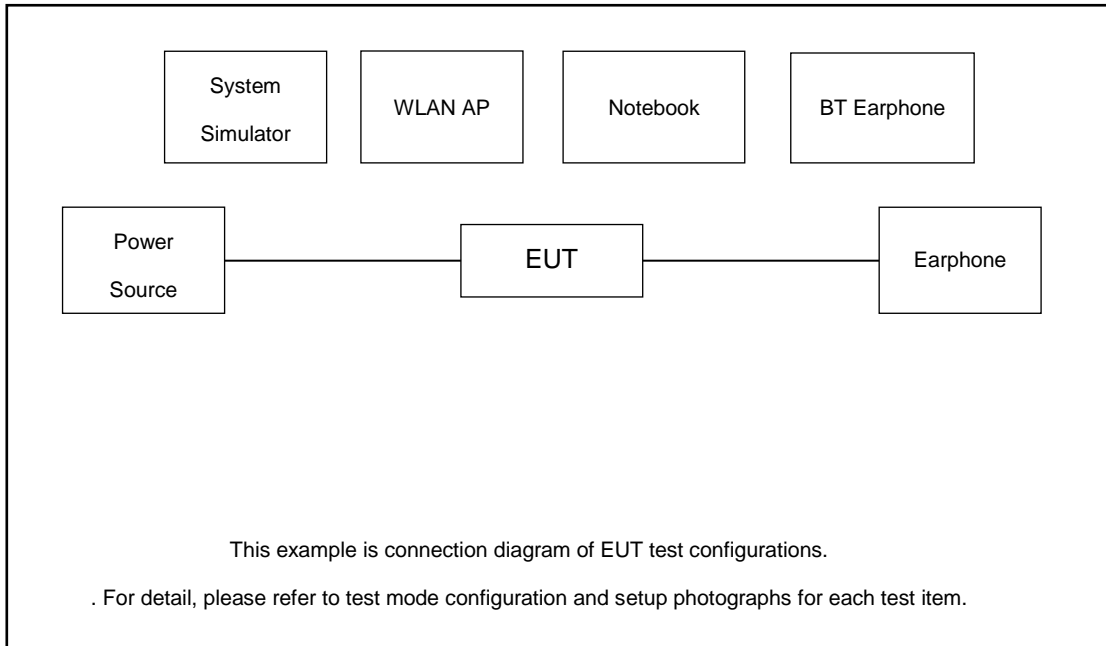 System
Simulator
WLAN AP
Notebook
BT Earphone
Power
Source
EUT
Earphone
This example is connection diagram of EUT test configurations.
. For detail, please refer to test mode configuration and setup photographs for each test item.